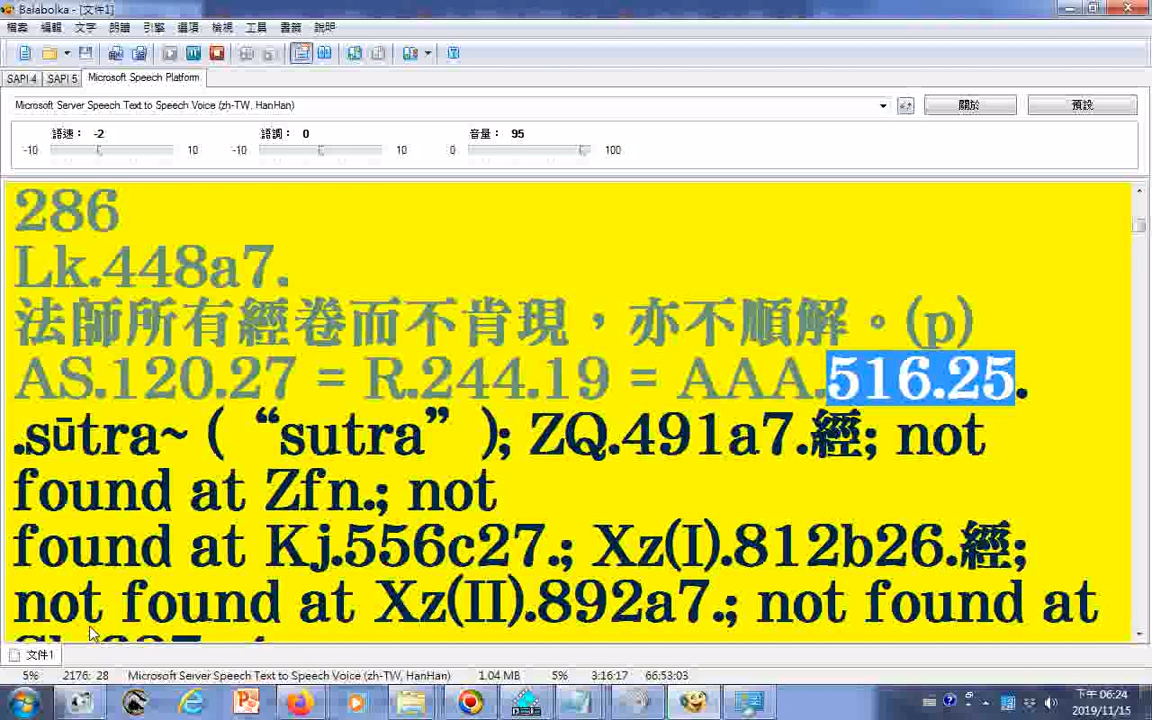 Balabolka - [文件1]
檔案 編輯 文字 朗讀 引擎 選項 檢視 工具 書籤 說明
SAPI 4 SAPI 5 Microsoft Speech Platform
Microsoft Server Speech Text to Speech Voice (zh-TW, HanHan) 關於 預設
語速： -2 語調： 0 音量： 95
-10 10 -10 10 0 100
286
Lk.448a7.
法師所有經卷而不肯現，亦不順解。(p)
AS.120.27 = R.244.19 = AAA.516.25.
.sūtra~ (“sutra”); ZQ.491a7.經; not
found at Zfn.; not
found at Kj.556c27.; Xz(I).812b26.經;
not found at Xz(II).892a7.; not found at
文件1
5% 2176: 28 Microsoft Server Speech Text to Speech Voice (zh-TW, HanHan) 1.04 MB 5% 3:16:17 66:53:03
下午 06:24
2019/11/15